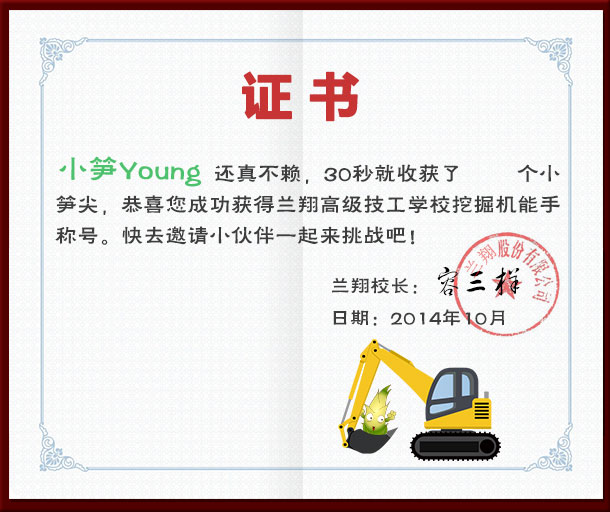 证书
小笋Young 还真不赖，30秒就收获了 个小
笋尖，恭喜您成功获得兰翔高级技工学校挖掘机能手
称号。快去邀请小伙伴一起来挑战吧！
兰翔校长：容三样
兰翔股份有限公司
日期：2014年10月